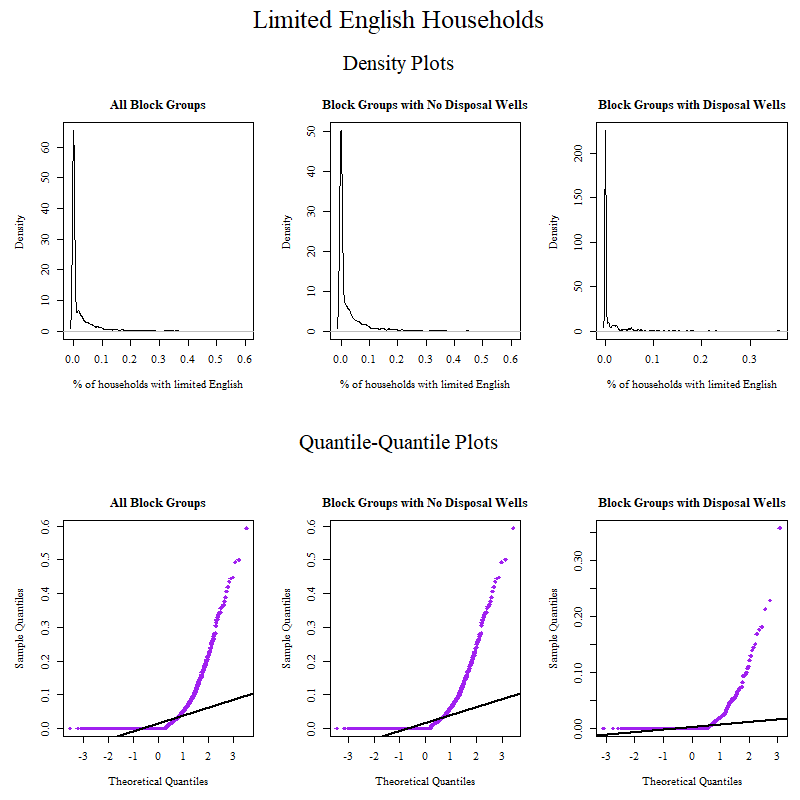 Limited English Households
Density Plots
All Block Groups
Density
0 10 20 30 40 50 60
0.0 0.1 0.2 0.3 0.4 0.5 0.6
% of households with limited English
Block Groups with No Disposal Wells
Density
0 10 20 30 40 50
0.0 0.1 0.2 0.3 0.4 0.5 0.6
% of households with limited English
Block Groups with Disposal Wells
Density
0 50 100 150 200
0.0 0.1 0.2 0.3
% of households with limited English
Quantile-Quantile Plots
All Block Groups
Sample Quantiles
0.0 0.1 0.2 0.3 0.4 0.5 0.6
-3 -2 -1 0 1 2 3
Theoretical Quantiles
Block Groups with No Disposal Wells
Sample Quantiles
0.0 0.1 0.2 0.3 0.4 0.5 0.6
-3 -2 -1 0 1 2 3
Theoretical Quantiles
Block Groups with Disposal Wells
Sample Quantiles
0.00 0.10 0.20 0.30
-3 -2 -1 0 1 2 3
Theoretical Quantiles